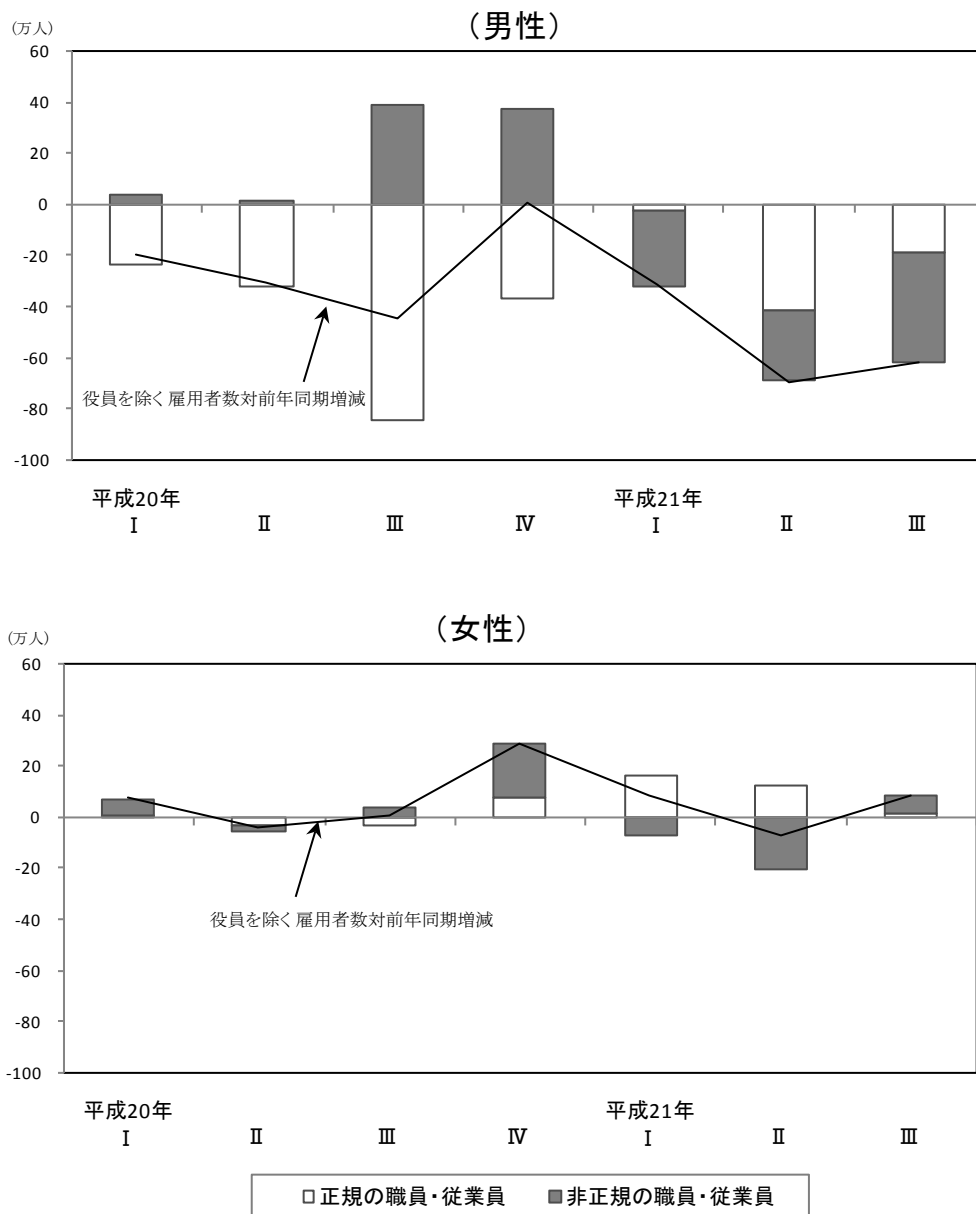 (男性)
(万人)
60
40
20
0
-20
-40
-60
-80
-100
役員を除く雇用者数対前年同期増減
平成20年 平成21年
Ⅰ Ⅱ Ⅲ Ⅳ Ⅰ Ⅱ Ⅲ
(女性)
(万人)
60
40
20
0
-20
-40
-60
-80
-100
役員を除く雇用者数対前年同期増減
平成20年 平成21年
Ⅰ Ⅱ Ⅲ Ⅳ Ⅰ Ⅱ Ⅲ
正規の職員・従業員 非正規の職員・従業員